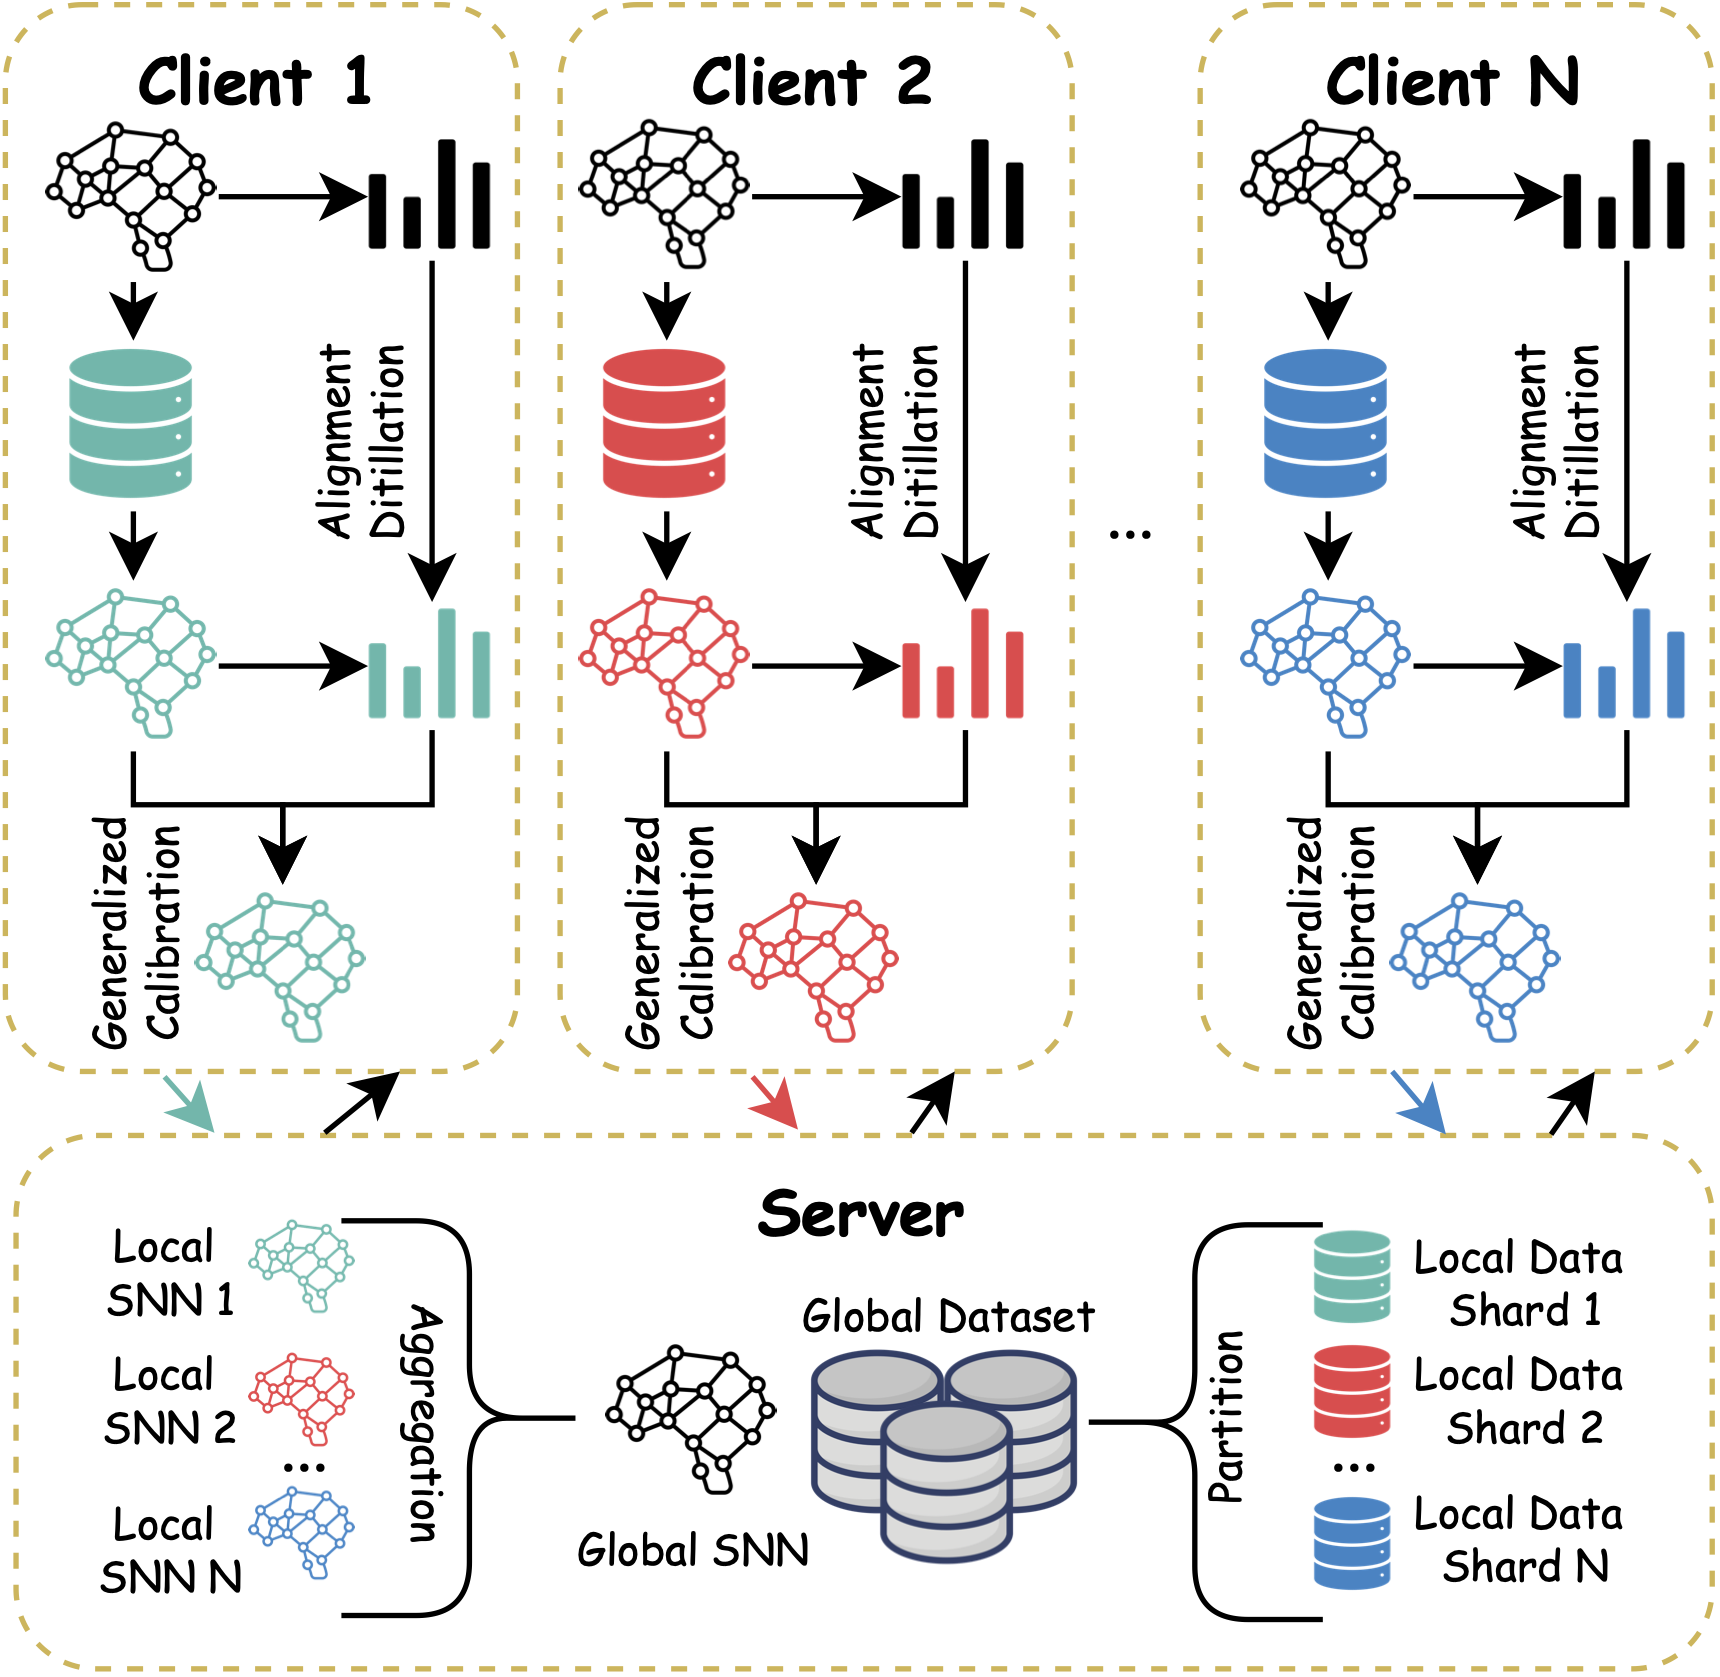 Client 1
Alignment
Ditillation
Generalized
Calibration
Client 2
Alignment
Ditillation
Generalized
Calibration
...
Client N
Alignment
Ditillation
Generalized
Calibration
Server
Local
SNN 1
Local
SNN 2
...
Local
SNN N
Aggregation
Global SNN
Global Dataset
Partition
Local Data
Shard 1
Local Data
Shard 2
...
Local Data
Shard N